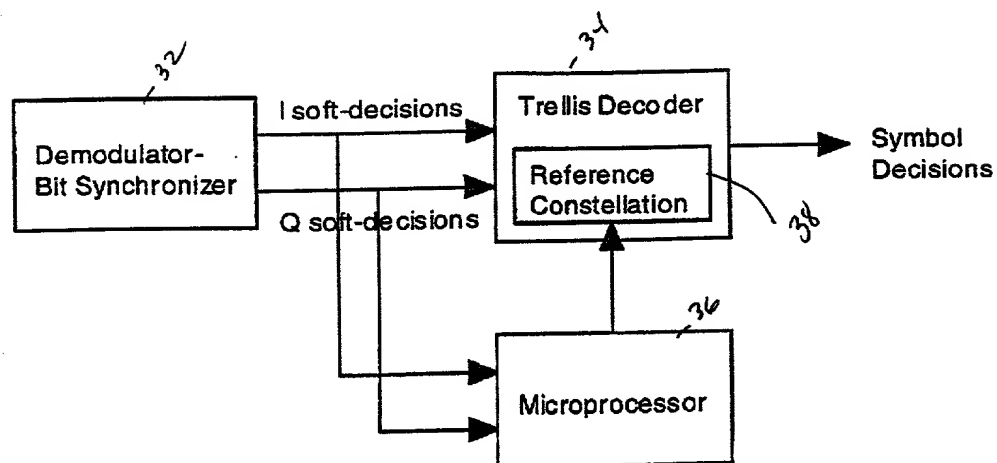 32
34
I soft-decisions
Trellis Decoder
Symbol
Decisions
Demodulator-
Bit Synchronizer
Reference
Constellation
Q soft-decisions
38
36
Microprocessor